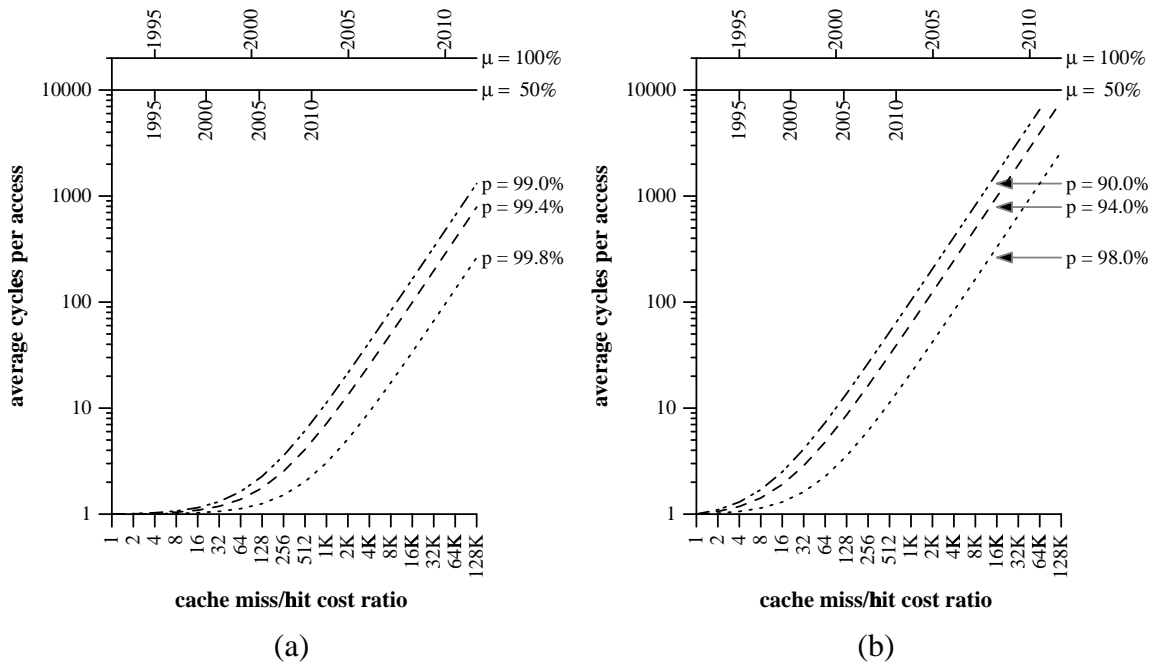 1995
2000
2005
2010
µ = 100%
10000
µ = 50%
1995
2000
2005
2010
1000
p = 99.0%
p = 99.4%
p = 99.8%
100
10
1
average cycles per access
1
2
4
8
16
32
64
128
256
512
1K
2K
4K
8K
16K
32K
64K
128K
cache miss/hit cost ratio
(a)
1995
2000
2005
2010
µ = 100%
10000
µ = 50%
1995
2000
2005
2010
1000
p = 90.0%
p = 94.0%
p = 98.0%
100
10
1
average cycles per access
1
2
4
8
16
32
64
128
256
512
1K
2K
4K
8K
16K
32K
64K
128K
cache miss/hit cost ratio
(b)